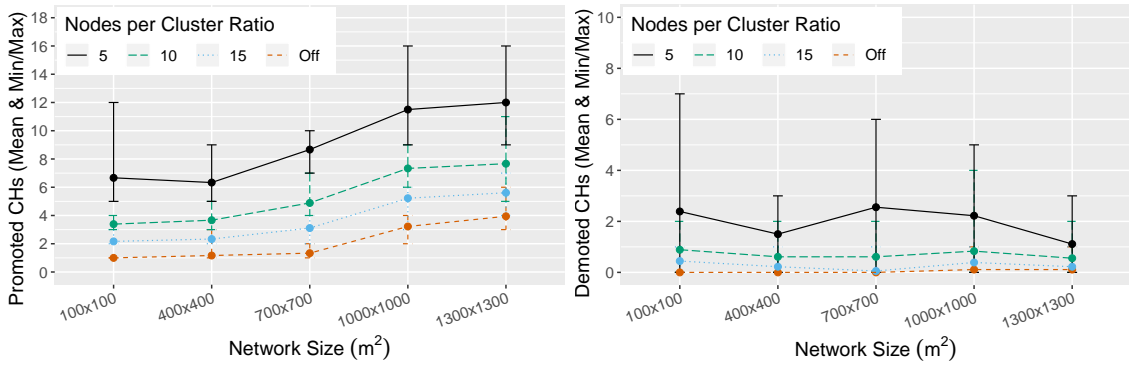 Promoted CHs (Mean & Min/Max)
Nodes per Cluster Ratio
5 10 15 Off
18
16
14
12
10
8
6
4
2
0
100x100
400x400
700x700
1000x1000
1300x1300
Network Size (m²)
Demoted CHs (Mean & Min/Max)
Nodes per Cluster Ratio
5 10 15 Off
10
8
6
4
2
0
100x100
400x400
700x700
1000x1000
1300x1300
Network Size (m²)